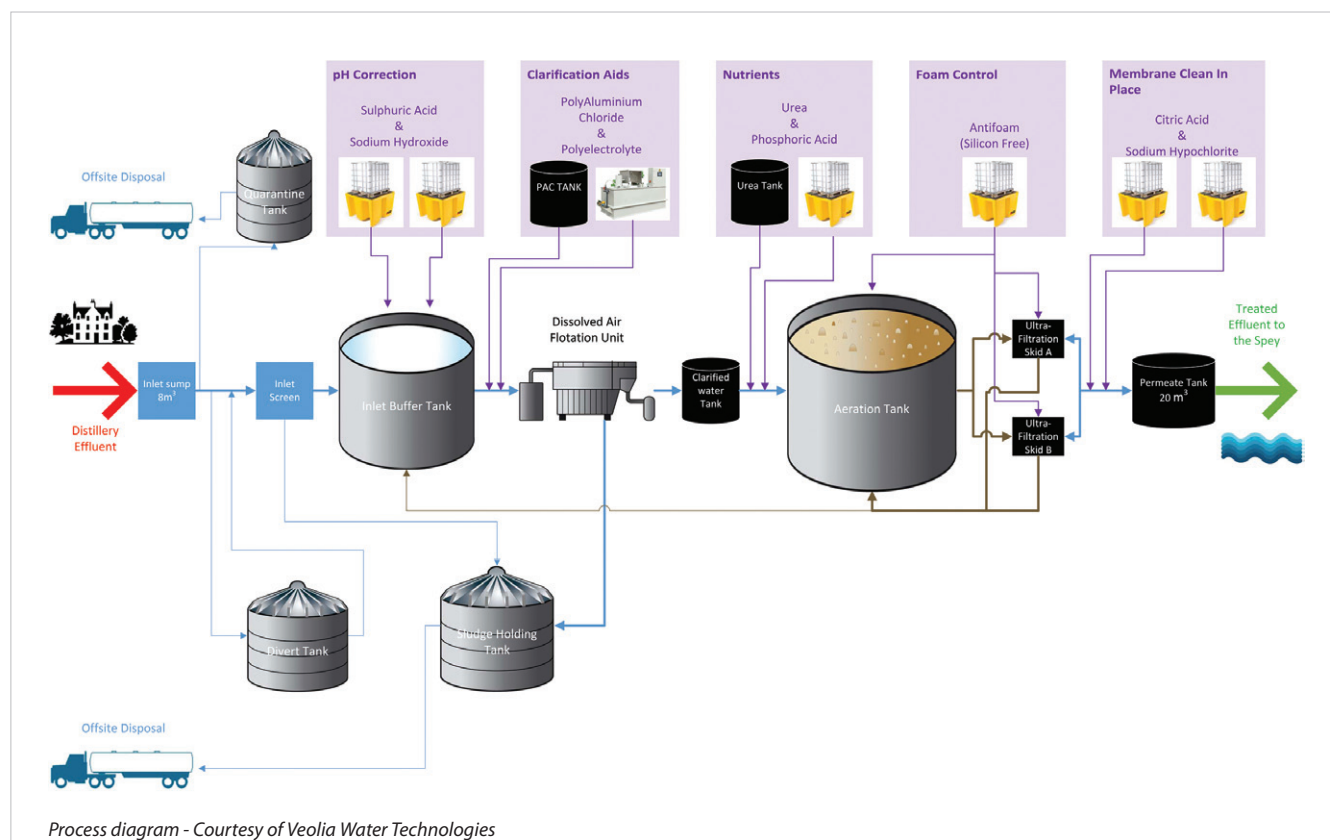 pH Correction
Sulphuric Acid
&
Sodium Hydroxide
Clarification Aids
PolyAluminium
Chloride
&
Polyelectrolyte
PAC TANK
Nutrients
Urea
&
Phosphoric Acid
Urea Tank
Foam Control
Antifoam
(Silicon Free)
Membrane Clean In
Place
Citric Acid
&
Sodium Hypochlorite
Offsite Disposal
Quarantine
Tank
Distillery
Effluent
Inlet sump
8m³
Inlet
Screen
Inlet Buffer Tank
Dissolved Air
Flotation Unit
Clarified
water
Tank
Aeration Tank
Ultra-
Filtration
Skid A
Ultra-
Filtration
Skid B
Permeate Tank
20 m³
Treated
Effluent to
the Spey
Divert Tank
Sludge Holding
Tank
Offsite Disposal
Process diagram - Courtesy of Veolia Water Technologies